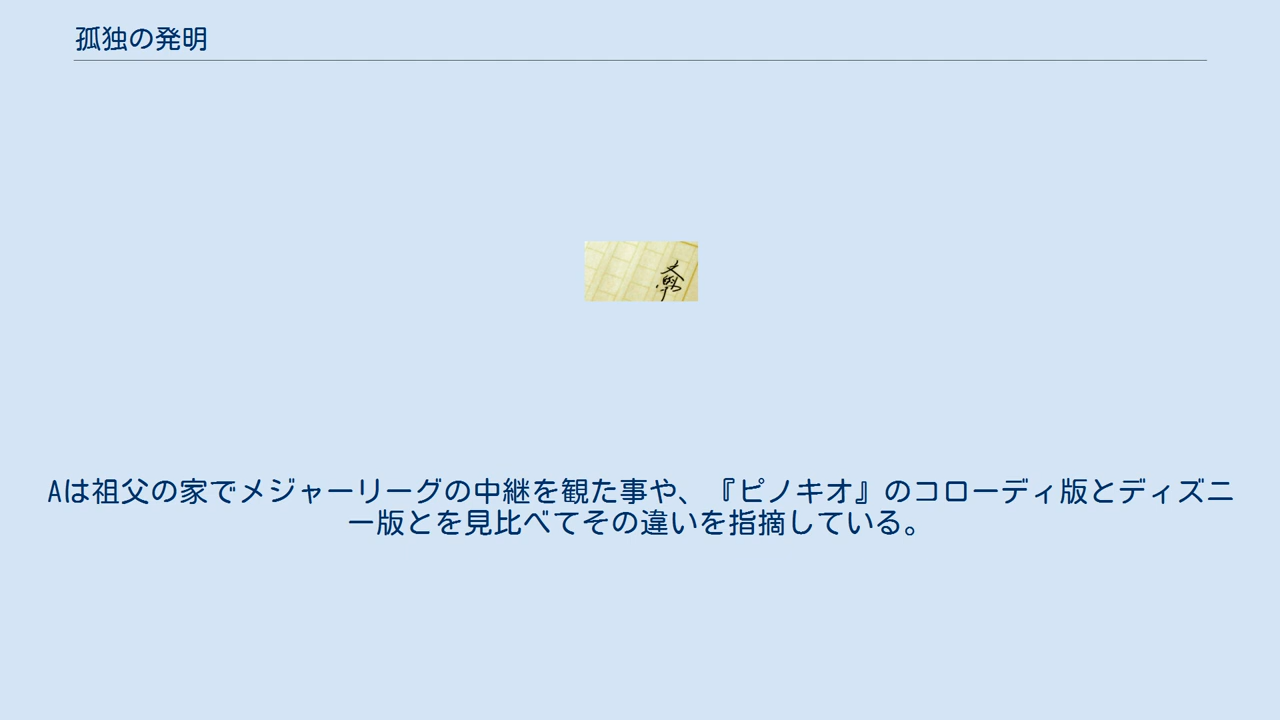 孤独の発明
Aは祖父の家でメジャーリーグの中継を観た事や、『ピノキオ』のコローディ版とディズニ
ー版とを見比べてその違いを指摘している。